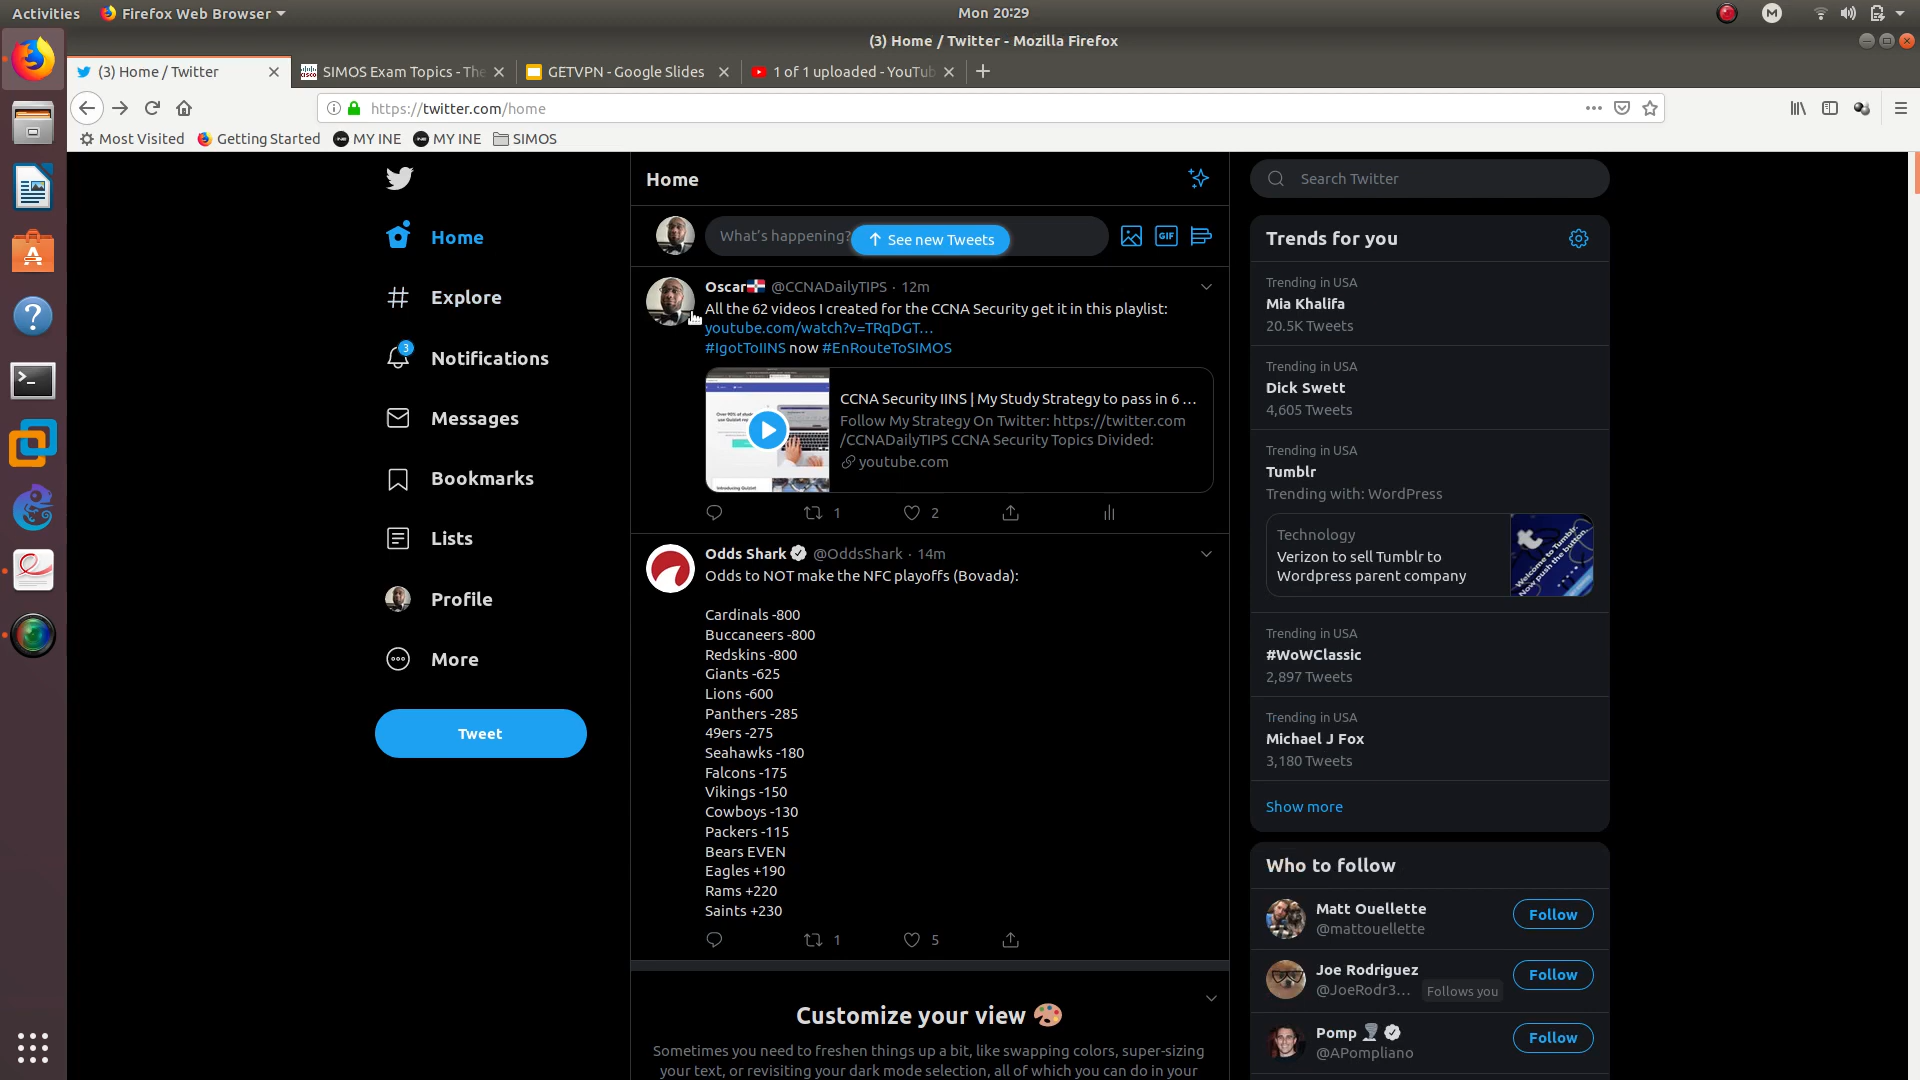 Activities
Firefox Web Browser
Mon 20:29
(3) Home / Twitter - Mozilla Firefox
(3) Home / Twitter
SIMOS Exam Topics - The
GETVPN - Google Slides
1 of 1 uploaded - YouTub
https://twitter.com/home
Most Visited
Getting Started
MY INE
MY INE
SIMOS
Home
Explore
3
Notifications
Messages
Bookmarks
Lists
Profile
More
Tweet
Home
What's happening?
↑ See new Tweets
GIF
Oscar🇩🇴 @CCNADailyTIPS · 12m
All the 62 videos I created for the CCNA Security get it in this playlist:
youtube.com/watch?v=TRqDGT…
#IgotToIINS now #EnRouteToSIMOS
CCNA Security IINS | My Study Strategy to pass in 6 …
Follow My Strategy On Twitter: https://twitter.com
/CCNADailyTIPS CCNA Security Topics Divided:
youtube.com
1
2
Odds Shark @OddsShark · 14m
Odds to NOT make the NFC playoffs (Bovada):
Cardinals -800
Buccaneers -800
Redskins -800
Giants -625
Lions -600
Panthers -285
49ers -275
Seahawks -180
Falcons -175
Vikings -150
Cowboys -130
Packers -115
Bears EVEN
Eagles +190
Rams +220
Saints +230
1
5
Customize your view 🎨
Sometimes you need to freshen things up a bit, like swapping colors, super-sizing
your text, or revisiting your dark mode selection, all of which you can do in your
Search Twitter
Trends for you
Trending in USA
Mia Khalifa
20.5K Tweets
Trending in USA
Dick Swett
4,605 Tweets
Trending in USA
Tumblr
Trending with: WordPress
Technology
Verizon to sell Tumblr to
Wordpress parent company
Welcome to Tumblr.
Now push the button.
Trending in USA
#WoWClassic
2,897 Tweets
Trending in USA
Michael J Fox
3,180 Tweets
Show more
Who to follow
Matt Ouellette
@mattouellette
Follow
Joe Rodriguez
@JoeRodr3… Follows you
Follow
Pomp
@APompliano
Follow